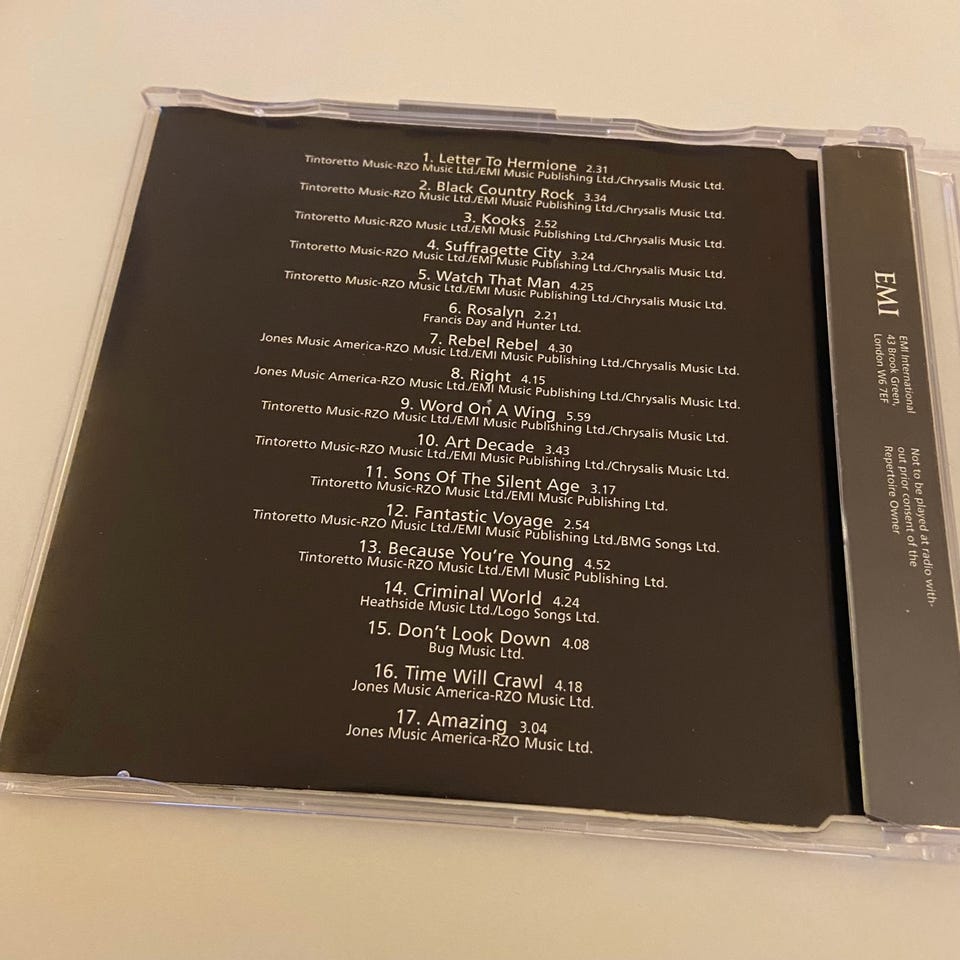 1. Letter To Hermione 2.31
Tintoretto Music-RZO Music Ltd./EMI Music Publishing Ltd./Chrysalis Music Ltd.
2. Black Country Rock 3.34
Tintoretto Music-RZO Music Ltd./EMI Music Publishing Ltd./Chrysalis Music Ltd.
3. Kooks 2.52
Tintoretto Music-RZO Music Ltd./EMI Music Publishing Ltd./Chrysalis Music Ltd.
4. Suffragette City 3.24
Tintoretto Music-RZO Music Ltd./EMI Music Publishing Ltd./Chrysalis Music Ltd.
5. Watch That Man 4.25
Tintoretto Music-RZO Music Ltd./EMI Music Publishing Ltd./Chrysalis Music Ltd.
6. Rosalyn 2.21
Francis Day and Hunter Ltd.
7. Rebel Rebel 4.30
Jones Music America-RZO Music Ltd./EMI Music Publishing Ltd./Chrysalis Music Ltd.
8. Right 4.15
Jones Music America-RZO Music Ltd./EMI Music Publishing Ltd./Chrysalis Music Ltd.
9. Word On A Wing 5.59
Tintoretto Music-RZO Music Ltd./EMI Music Publishing Ltd./Chrysalis Music Ltd.
10. Art Decade 3.43
Tintoretto Music-RZO Music Ltd./EMI Music Publishing Ltd./Chrysalis Music Ltd.
11. Sons Of The Silent Age 3.17
Tintoretto Music-RZO Music Ltd./EMI Music Publishing Ltd.
12. Fantastic Voyage 2.54
Tintoretto Music-RZO Music Ltd./EMI Music Publishing Ltd./BMG Songs Ltd.
13. Because You're Young 4.52
Tintoretto Music-RZO Music Ltd./EMI Music Publishing Ltd.
14. Criminal World 4.24
Heathside Music Ltd./Logo Songs Ltd.
15. Don't Look Down 4.08
Bug Music Ltd.
16. Time Will Crawl 4.18
Jones Music America-RZO Music Ltd.
17. Amazing 3.04
Jones Music America-RZO Music Ltd.
EMI
EMI International
43 Brook Green,
London W6 7EF
Not to be played at radio with-
out prior consent of the
Repertoire Owner